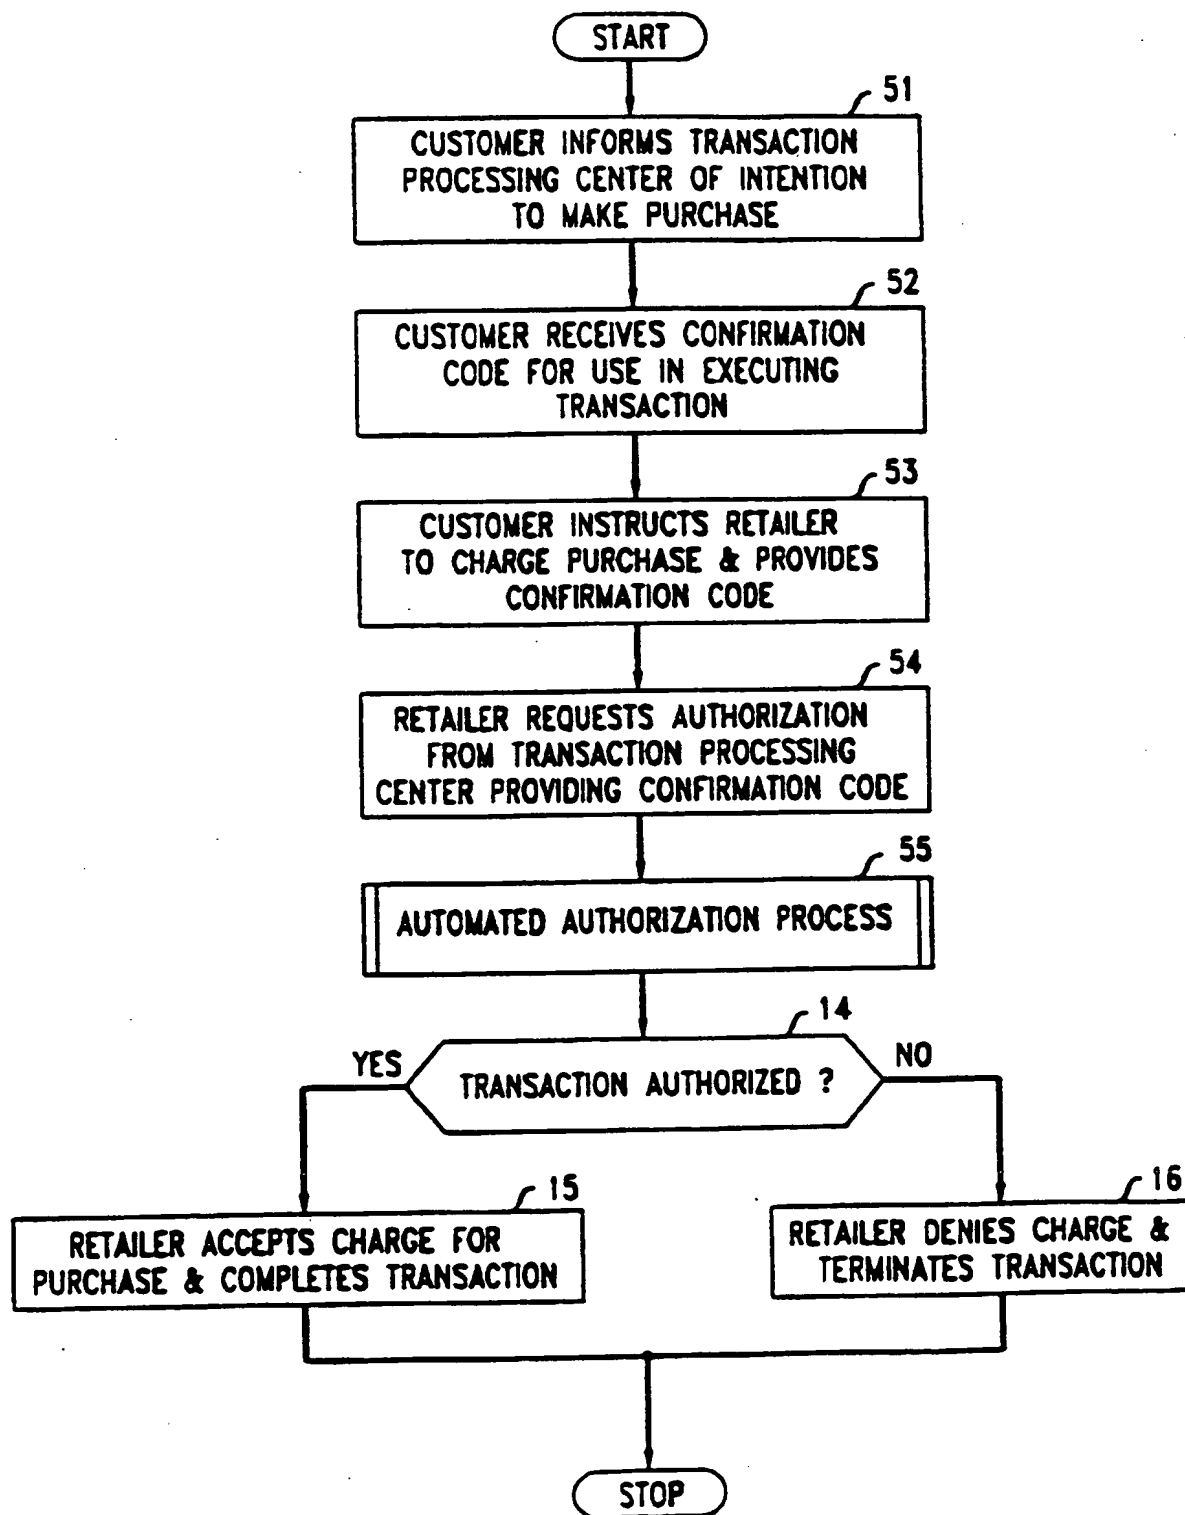 START
51
CUSTOMER INFORMS TRANSACTION
PROCESSING CENTER OF INTENTION
TO MAKE PURCHASE
52
CUSTOMER RECEIVES CONFIRMATION
CODE FOR USE IN EXECUTING
TRANSACTION
53
CUSTOMER INSTRUCTS RETAILER
TO CHARGE PURCHASE & PROVIDES
CONFIRMATION CODE
54
RETAILER REQUESTS AUTHORIZATION
FROM TRANSACTION PROCESSING
CENTER PROVIDING CONFIRMATION CODE
55
AUTOMATED AUTHORIZATION PROCESS
14
YES
NO
TRANSACTION AUTHORIZED ?
15
RETAILER ACCEPTS CHARGE FOR
PURCHASE & COMPLETES TRANSACTION
16
RETAILER DENIES CHARGE &
TERMINATES TRANSACTION
STOP